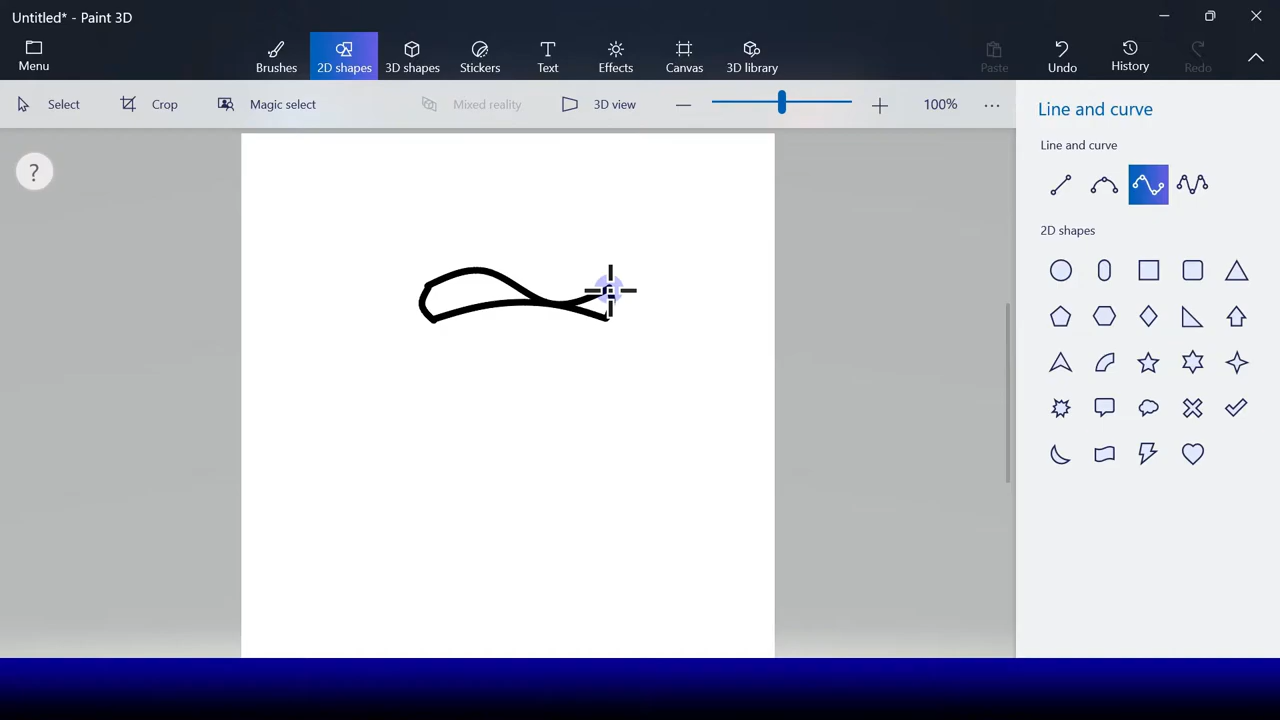 Untitled* - Paint 3D
Menu
Brushes 2D shapes 3D shapes Stickers Text Effects Canvas 3D library Paste Undo History Redo
Select Crop Magic select Mixed reality 3D view 100%
Line and curve
Line and curve
?
2D shapes